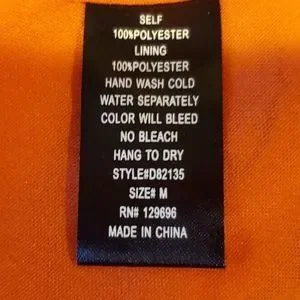 SELF
100%POLYESTER
LINING
100%POLYESTER
HAND WASH COLD
WATER SEPARATELY
COLOR WILL BLEED
NO BLEACH
HANG TO DRY
STYLE#D82135
SIZE# M
RN# 129696
MADE IN CHINA